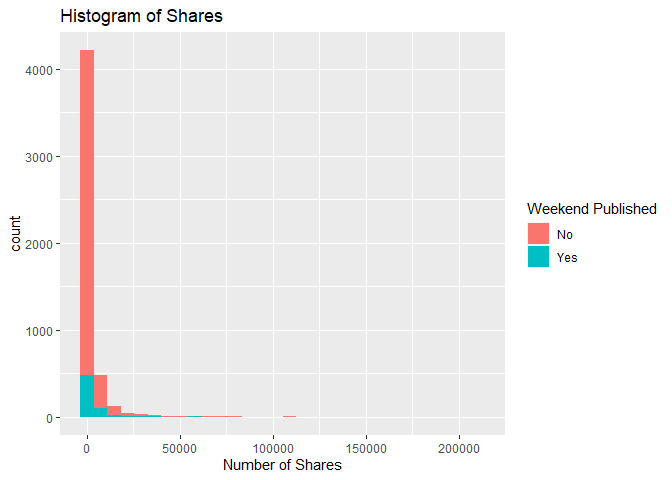 Histogram of Shares
4000
3000
2000
1000
0
count
0 50000 100000 150000 200000
Number of Shares
Weekend Published
No
Yes